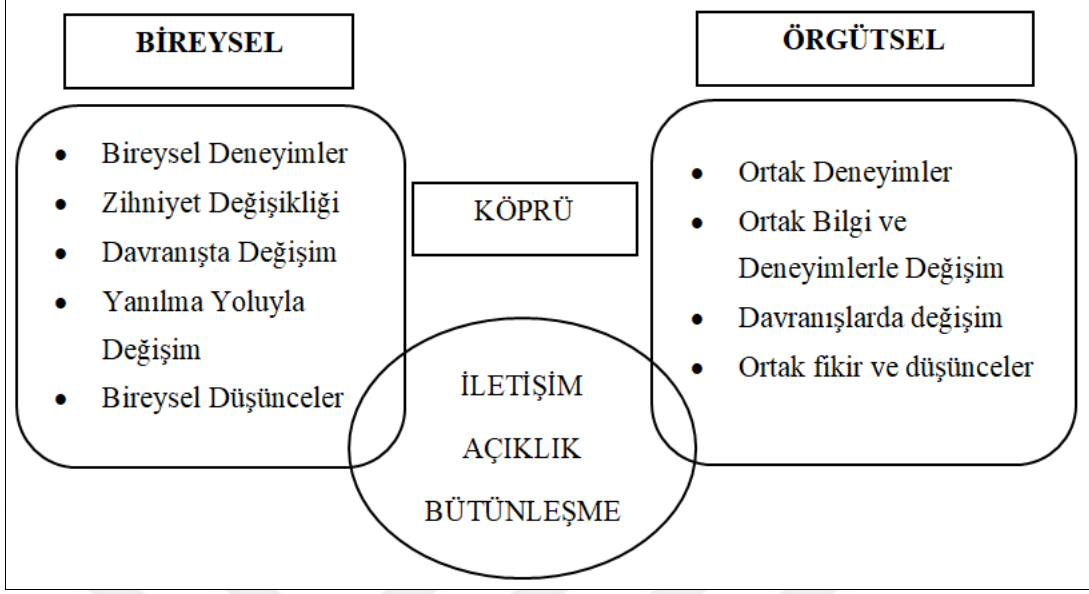 BİREYSEL
• Bireysel Deneyimler
• Zihniyet Değişikliği
• Davranışta Değişim
• Yanılma Yoluyla
Değişim
• Bireysel Düşünceler
KÖPRÜ
İLETİŞİM
AÇIKLIK
BÜTÜNLEŞME
ÖRGÜTSEL
• Ortak Deneyimler
• Ortak Bilgi ve
Deneyimlerle Değişim
• Davranışlarda değişim
• Ortak fikir ve düşünceler